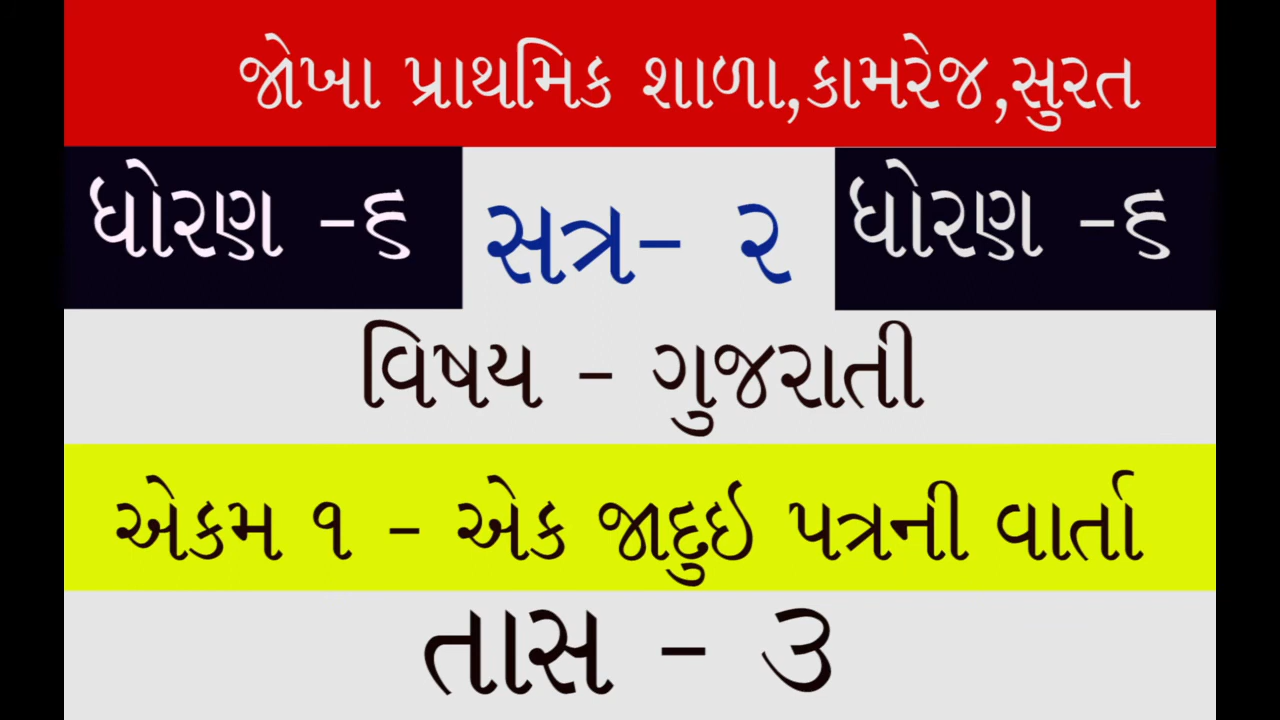 જોખા પ્રાથમિક શાળા,કામરેજ,સુરત
ધોરણ -૬ સત્ર- ૨ ધોરણ -૬
વિષય - ગુજરાતી
એકમ ૧ - એક જાદુઇ પત્રની વાર્તા
તાસ - ૩